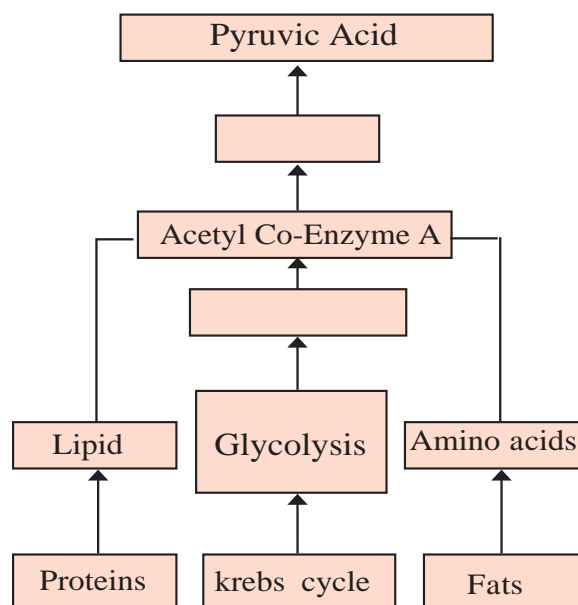 Pyruvic Acid
Acetyl Co-Enzyme A
Lipid
Glycolysis
Amino acids
Proteins
krebs cycle
Fats